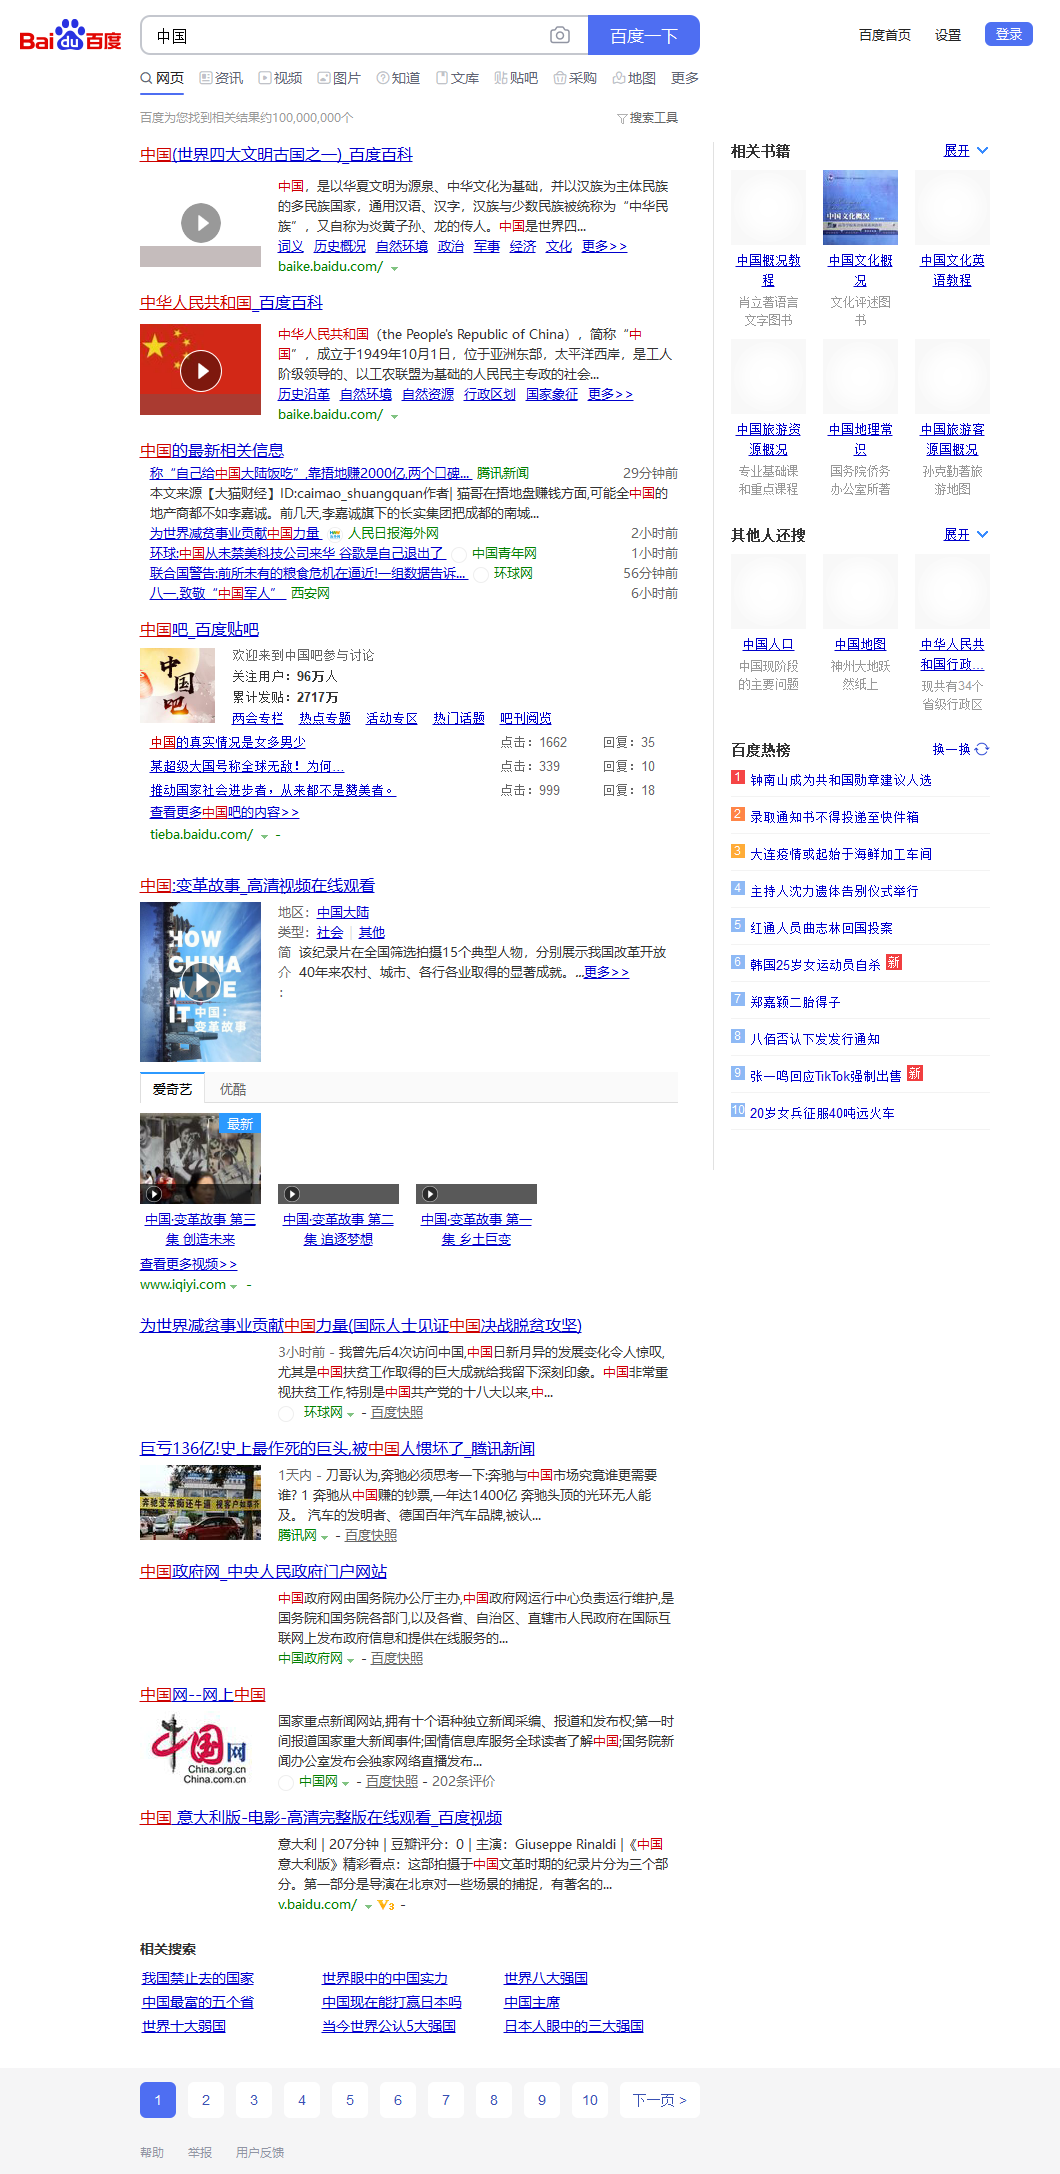 Bai du 百度
中国
百度一下
百度首页 设置 登录
网页 资讯 视频 图片 知道 文库 贴吧 采购 地图 更多
百度为您找到相关结果约100,000,000个
搜索工具
中国(世界四大文明古国之一)_百度百科
中国，是以华夏文明为源泉、中华文化为基础，并以汉族为主体民族
的多民族国家，通用汉语、汉字，汉族与少数民族被统称为“中华民
族”，又自称为炎黄子孙、龙的传人。中国是世界四...
词义 历史概况 自然环境 政治 军事 经济 文化 更多>>
baike.baidu.com/
中华人民共和国_百度百科
中华人民共和国（the People's Republic of China），简称“中
国”，成立于1949年10月1日，位于亚洲东部，太平洋西岸，是工人
阶级领导的、以工农联盟为基础的人民民主专政的社会...
历史沿革 自然环境 自然资源 行政区划 国家象征 更多>>
baike.baidu.com/
中国的最新相关信息
称“自己给中国大陆饭吃”,靠捂地赚2000亿,两个口碑... 腾讯新闻 29分钟前
本文来源【大猫财经】ID:caimao_shuangquan作者| 猫哥在捂地盘赚钱方面,可能全中国的
地产商都不如李嘉诚。前几天,李嘉诚旗下的长实集团把成都的南城...
为世界减贫事业贡献中国力量 人民日报海外网 2小时前
环球:中国从未禁美科技公司来华 谷歌是自己退出了 中国青年网 1小时前
联合国警告:前所未有的粮食危机在逼近!一组数据告诉... 环球网 56分钟前
八一,致敬“中国军人” 西安网 6小时前
中国吧_百度贴吧
中国吧
欢迎来到中国吧参与讨论
关注用户：96万人
累计发贴：2717万
两会专栏 热点专题 活动专区 热门话题 吧刊阅览
中国的真实情况是女多男少 点击：1662 回复：35
某超级大国号称全球无敌！为何... 点击：339 回复：10
推动国家社会进步者，从来都不是赞美者。 点击：999 回复：18
查看更多中国吧的内容>>
tieba.baidu.com/ -
中国:变革故事_高清视频在线观看
HOW
CHINA
MADE
IT 中国：
变革故事
地区：中国大陆
类型：社会 | 其他
简 该纪录片在全国筛选拍摄15个典型人物，分别展示我国改革开放
介 40年来农村、城市、各行各业取得的显著成就。...更多>>
：
爱奇艺 优酷
最新
中国·变革故事 第三
集 创造未来
中国·变革故事 第二
集 追逐梦想
中国·变革故事 第一
集 乡土巨变
查看更多视频>>
www.iqiyi.com -
为世界减贫事业贡献中国力量(国际人士见证中国决战脱贫攻坚)
3小时前 - 我曾先后4次访问中国,中国日新月异的发展变化令人惊叹,
尤其是中国扶贫工作取得的巨大成就给我留下深刻印象。中国非常重
视扶贫工作,特别是中国共产党的十八大以来,中...
环球网 - 百度快照
巨亏136亿!史上最作死的巨头,被中国人惯坏了_腾讯新闻
1天内 - 刀哥认为,奔驰必须思考一下:奔驰与中国市场究竟谁更需要
谁? 1 奔驰从中国赚的钞票,一年达1400亿 奔驰头顶的光环无人能
及。 汽车的发明者、德国百年汽车品牌,被认...
腾讯网 - 百度快照
中国政府网_中央人民政府门户网站
中国政府网由国务院办公厅主办,中国政府网运行中心负责运行维护,是
国务院和国务院各部门,以及各省、自治区、直辖市人民政府在国际互
联网上发布政府信息和提供在线服务的...
中国政府网 - 百度快照
中国网--网上中国
中国网
China.org.cn
China.com.cn
国家重点新闻网站,拥有十个语种独立新闻采编、报道和发布权;第一时
间报道国家重大新闻事件;国情信息库服务全球读者了解中国;国务院新
闻办公室发布会独家网络直播发布...
中国网 - 百度快照 - 202条评价
中国 意大利版-电影-高清完整版在线观看_百度视频
意大利 | 207分钟 | 豆瓣评分：0 | 主演：Giuseppe Rinaldi |《中国
意大利版》精彩看点：这部拍摄于中国文革时期的纪录片分为三个部
分。第一部分是导演在北京对一些场景的捕捉，有著名的...
v.baidu.com/ V3 -
相关搜索
我国禁止去的国家 世界眼中的中国实力 世界八大强国
中国最富的五个省 中国现在能打赢日本吗 中国主席
世界十大弱国 当今世界公认5大强国 日本人眼中的三大强国
相关书籍 展开
中国文化概况
中国概况教
程
肖立著语言
文字图书
中国文化概
况
文化评述图
书
中国文化英
语教程
中国旅游资
源概况
专业基础课
和重点课程
中国地理常
识
国务院侨务
办公室所著
中国旅游客
源国概况
孙克勤著旅
游地图
其他人还搜 展开
中国人口
中国现阶段
的主要问题
中国地图
神州大地跃
然纸上
中华人民共
和国行政...
现共有34个
省级行政区
百度热榜 换一换
1 钟南山成为共和国勋章建议人选
2 录取通知书不得投递至快件箱
3 大连疫情或起始于海鲜加工车间
4 主持人沈力遗体告别仪式举行
5 红通人员曲志林回国投案
6 韩国25岁女运动员自杀 新
7 郑嘉颖二胎得子
8 八佰否认下发发行通知
9 张一鸣回应TikTok强制出售 新
10 20岁女兵征服40吨远火车
1 2 3 4 5 6 7 8 9 10 下一页 >
帮助 举报 用户反馈